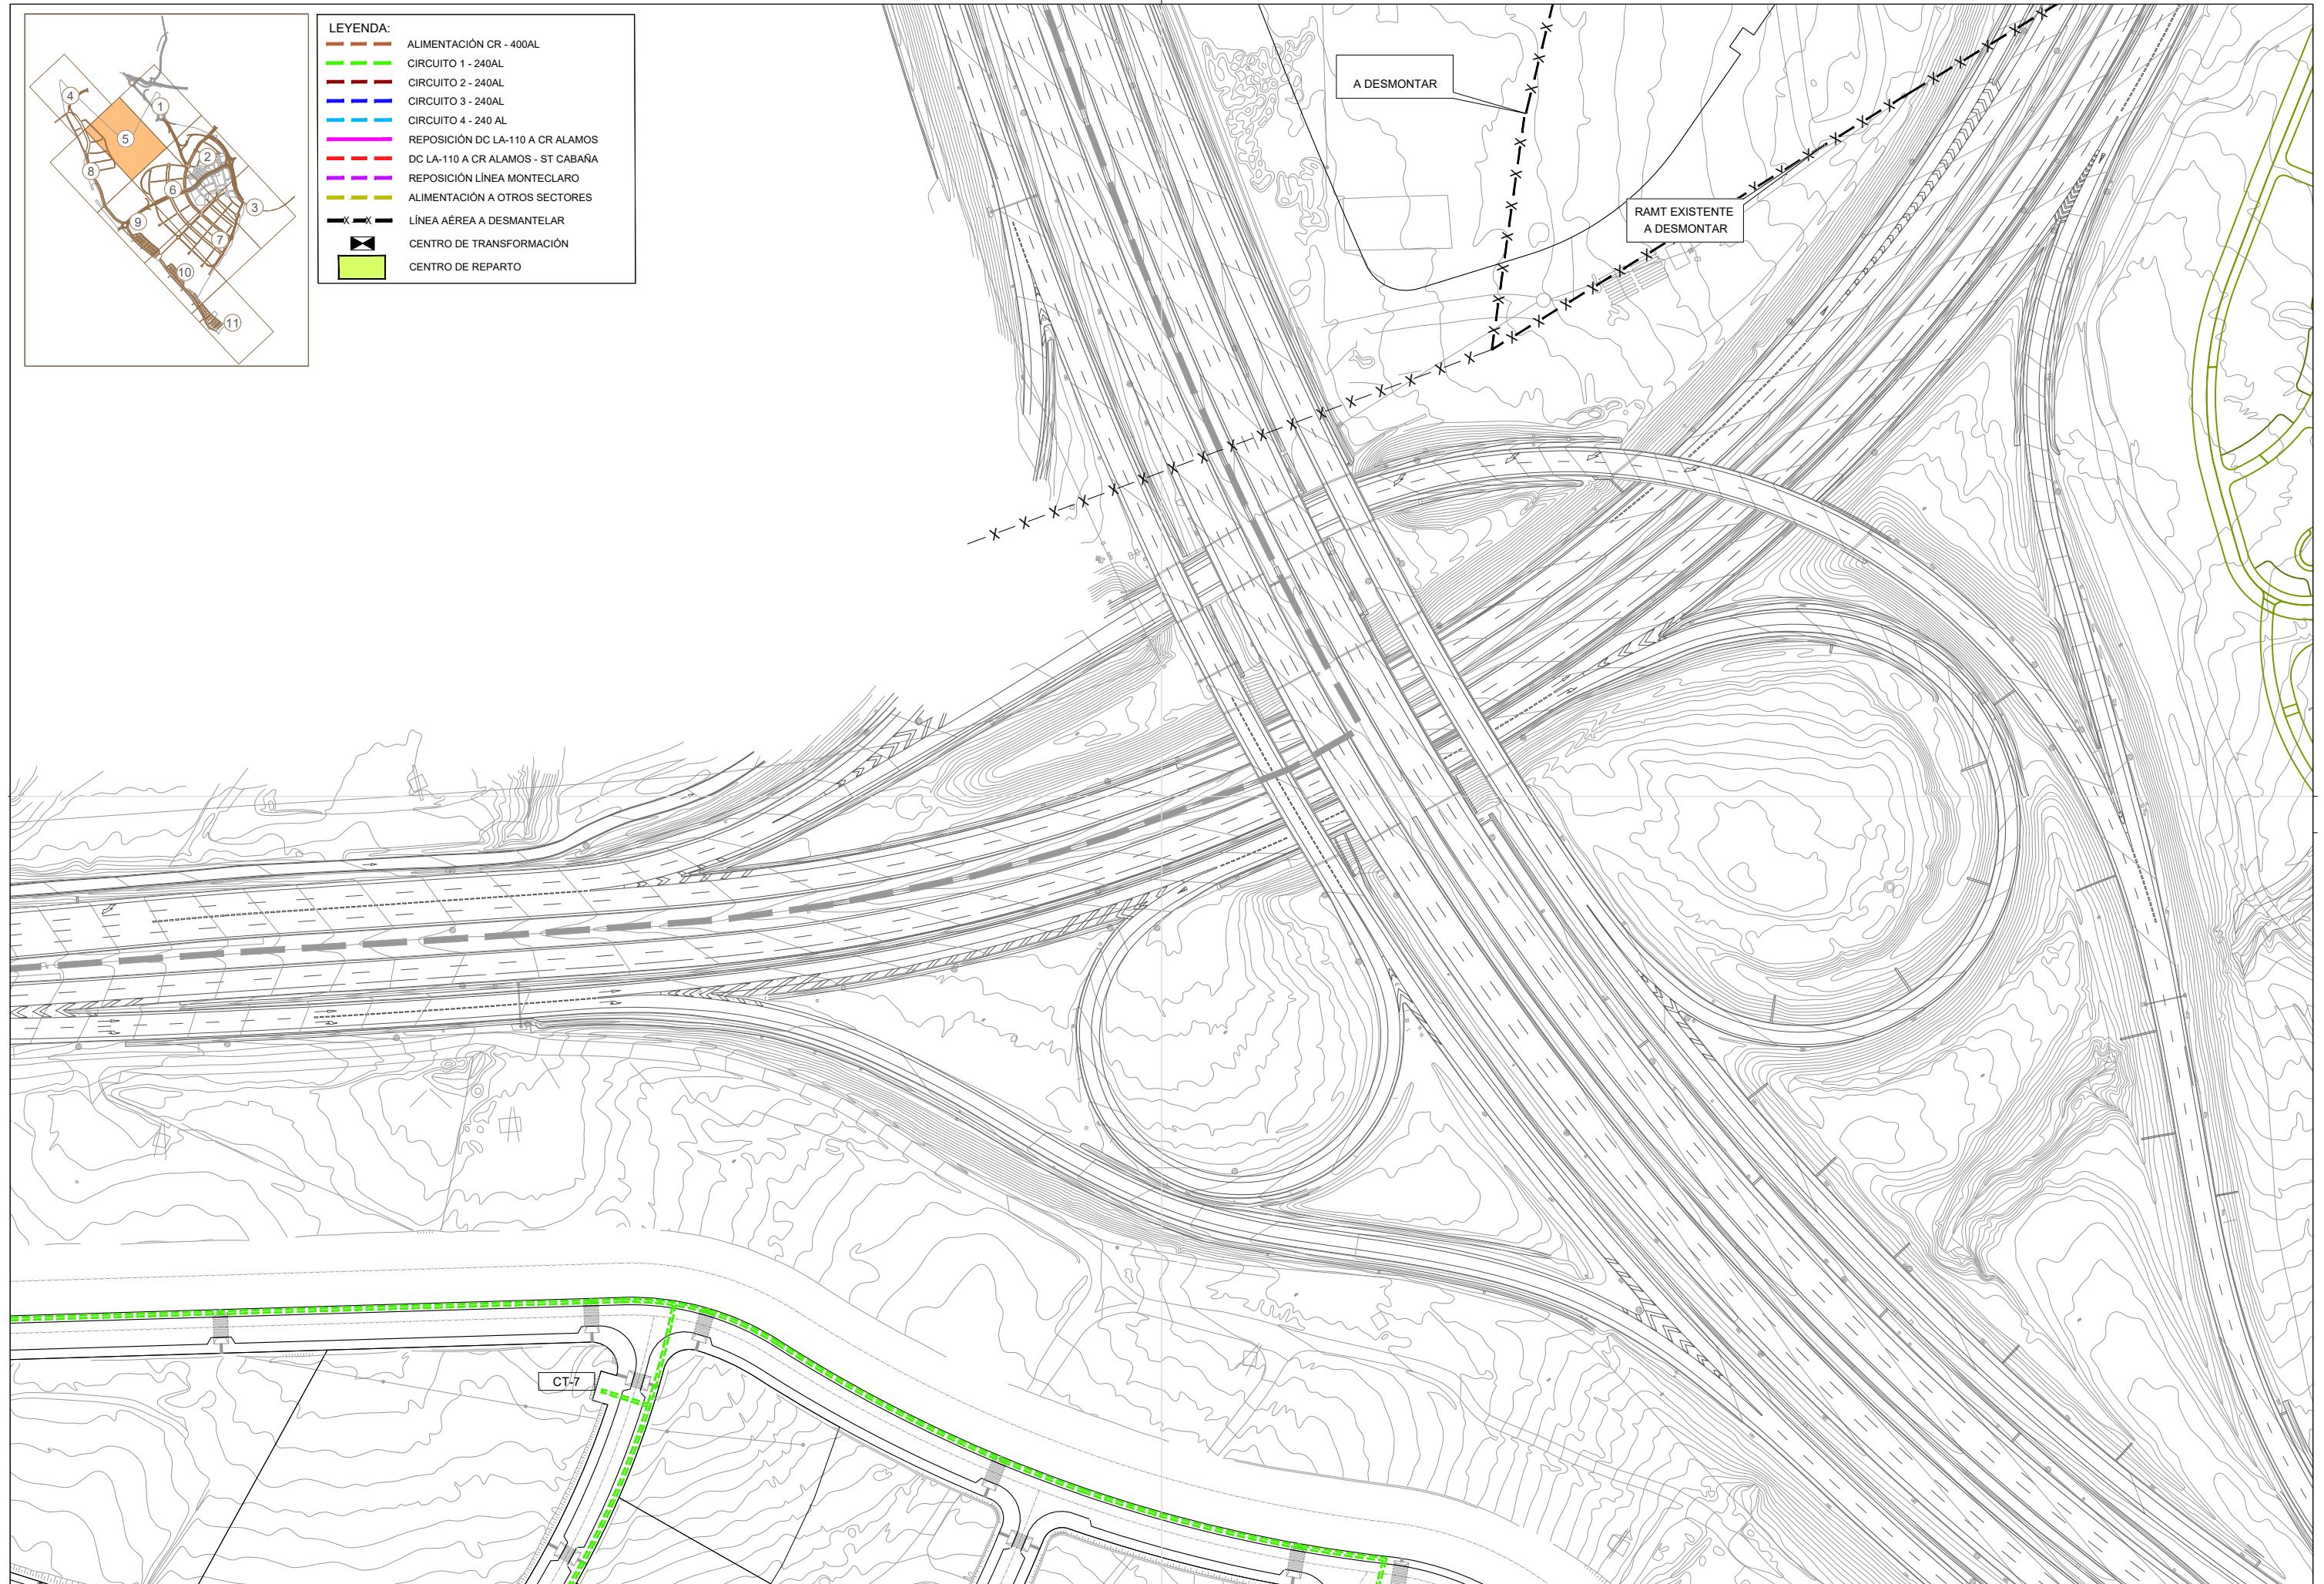 LEYENDA:
ALIMENTACIÓN CR - 400AL
CIRCUITO 1 - 240AL
CIRCUITO 2 - 240AL
CIRCUITO 3 - 240AL
CIRCUITO 4 - 240 AL
REPOSICIÓN DC LA-110 A CR ALAMOS
DC LA-110 A CR ALAMOS - ST CABAÑA
REPOSICIÓN LÍNEA MONTECLARO
ALIMENTACIÓN A OTROS SECTORES
X X LÍNEA AÉREA A DESMANTELAR
CENTRO DE TRANSFORMACIÓN
CENTRO DE REPARTO
4
1
5
2
8
6
3
9
7
10
11
A DESMONTAR
RAMT EXISTENTE
A DESMONTAR
CT-7